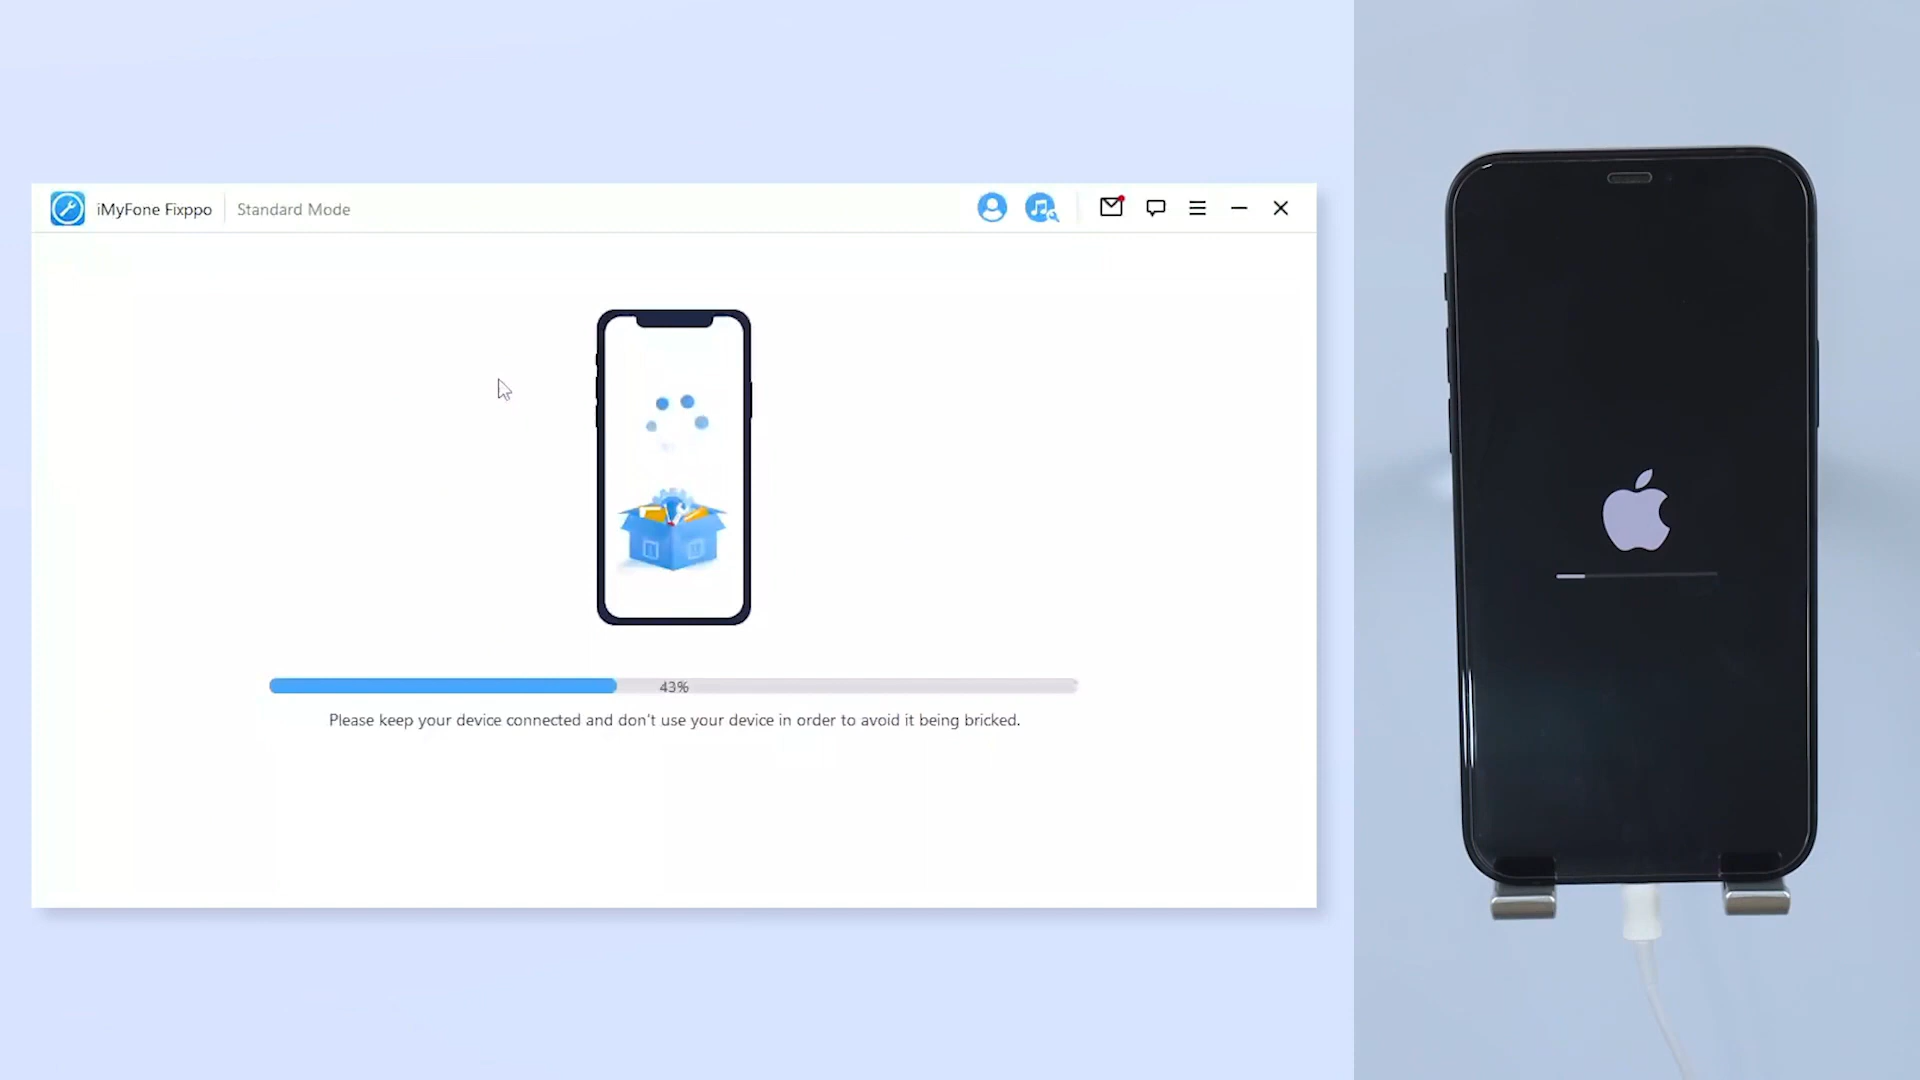 iMyFone Fixppo
Standard Mode
43%
Please keep your device connected and don't use your device in order to avoid it being bricked.